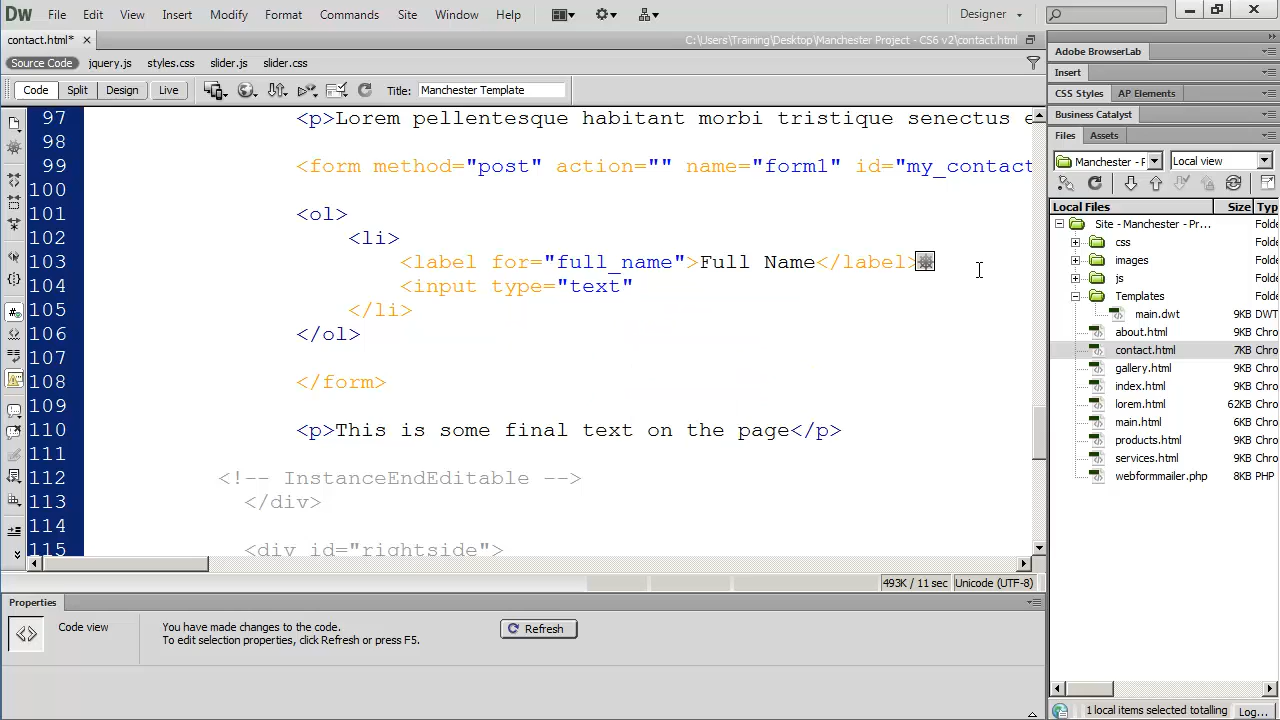 Dw File Edit View Insert Modify Format Commands Site Window Help Designer
contact.html* C:\Users\Training\Desktop\Manchester Project - CS6 v2\contact.html
Source Code jquery.js styles.css slider.js slider.css
Code Split Design Live Title: Manchester Template
97 <p>Lorem pellentesque habitant morbi tristique senectus e
98
99 <form method="post" action="" name="form1" id="my_contact
100
101 <ol>
102 <li>
103 <label for="full_name">Full Name</label>
104 <input type="text"
105 </li>
106 </ol>
107
108 </form>
109
110 <p>This is some final text on the page</p>
111
112 <!-- InstanceEndEditable -->
113 </div>
114
115 <div id="rightside">
493K / 11 sec Unicode (UTF-8)
Properties
Code view
You have made changes to the code.
To edit selection properties, click Refresh or press F5.
Refresh
Adobe BrowserLab
Insert
CSS Styles AP Elements
Business Catalyst
Files Assets
Manchester - F Local view
Local Files Size Typ
Site - Manchester - Pr... Folde
css Folde
images Folde
js Folde
Templates Folde
main.dwt 9KB DWT
about.html 9KB Chro
contact.html 7KB Chro
gallery.html 9KB Chro
index.html 9KB Chro
lorem.html 62KB Chro
main.html 6KB Chro
products.html 9KB Chro
services.html 9KB Chro
webformmailer.php 8KB PHP
1 local items selected totalling Log...